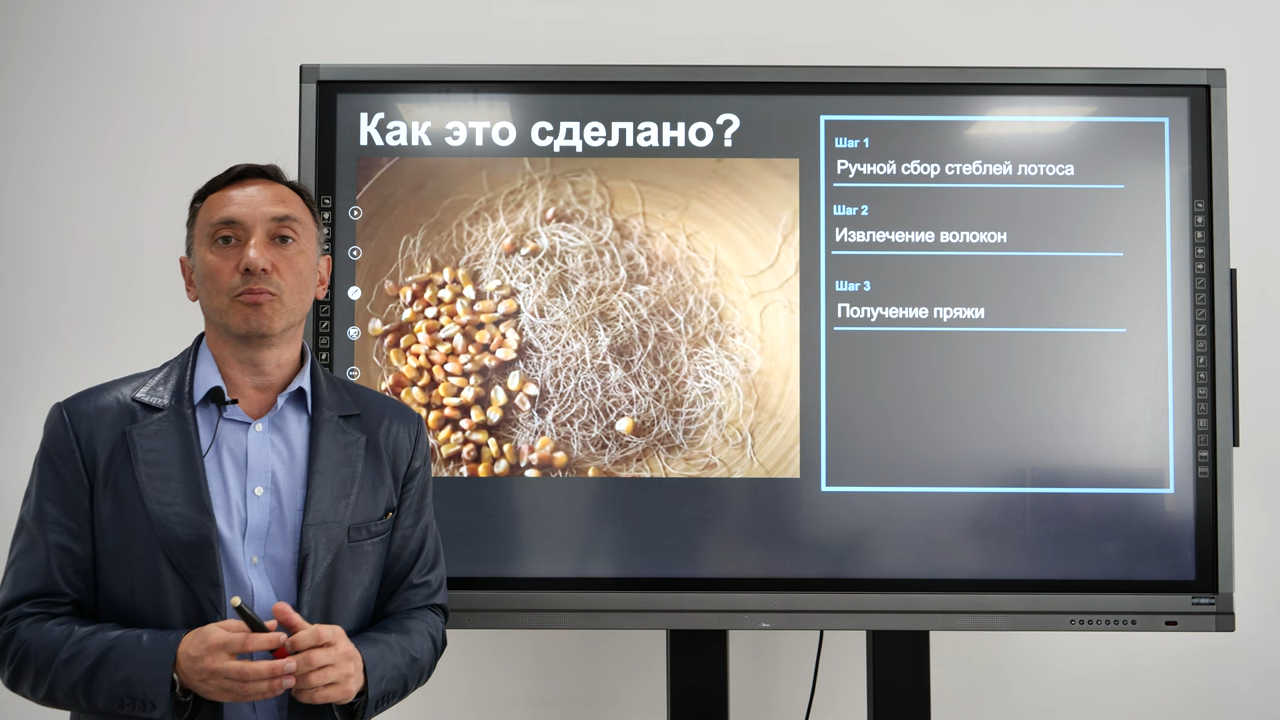 Как это сделано?
Шаг 1
Ручной сбор стеблей лотоса
Шаг 2
Извлечение волокон
Шаг 3
Получение пряжи